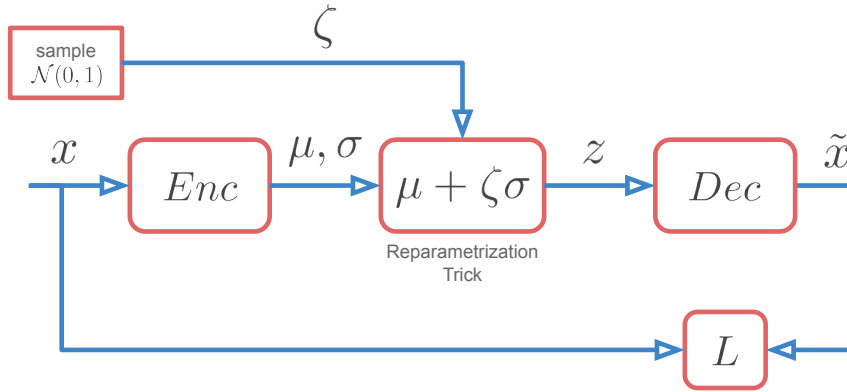 ζ
sample
𝒩(0, 1)
x
μ, σ
z
x̃
Enc
μ + ζσ
Dec
Reparametrization
Trick
L